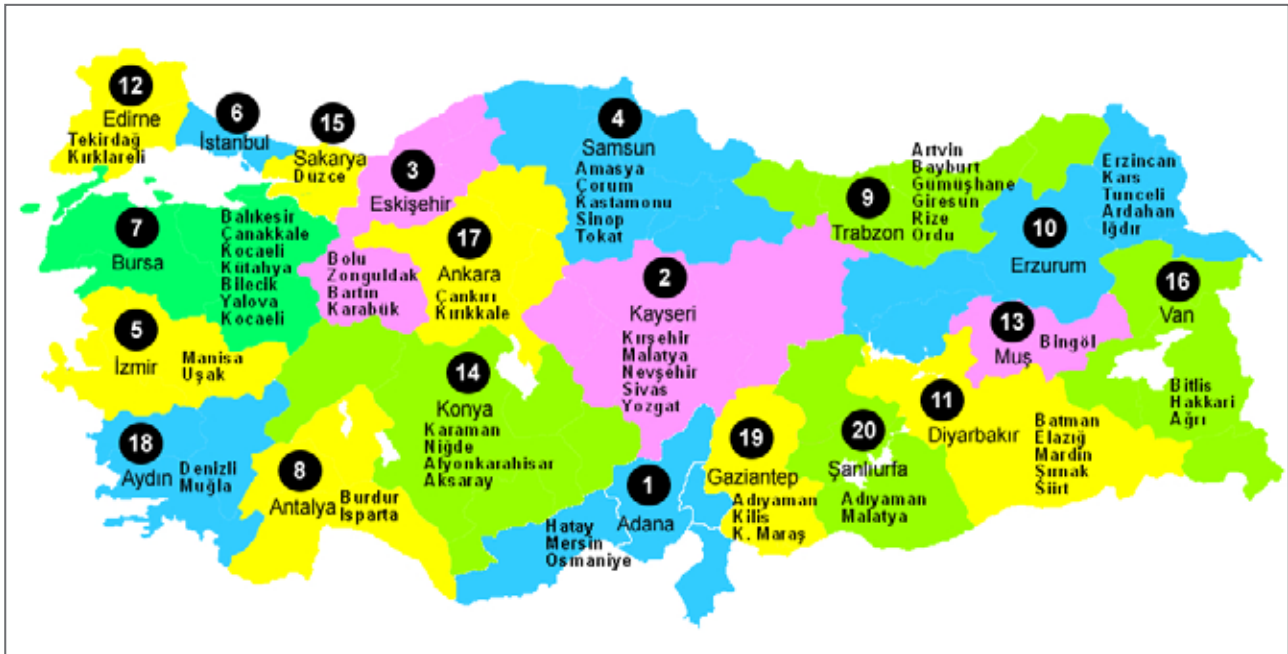 12
Edirne
Tekirdağ
Kırklareli
6
İstanbul
15
Sakarya
Düzce
3
Eskişehir
Bolu
Zonguldak
Bartın
Karabük
4
Samsun
Amasya
Çorum
Kastamonu
Sinop
Tokat
9
Trabzon
Artvin
Bayburt
Gümüşhane
Giresun
Rize
Ordu
10
Erzurum
Erzincan
Kars
Tunceli
Ardahan
Iğdır
7
Bursa
Balıkesir
Çanakkale
Kocaeli
Kütahya
Bilecik
Yalova
Kocaeli
17
Ankara
Çankırı
Kırıkkale
2
Kayseri
Kırşehir
Malatya
Nevşehir
Sivas
Yozgat
16
Van
Bitlis
Hakkari
Ağrı
13
Muş
Bingöl
5
İzmir
Manisa
Uşak
14
Konya
Karaman
Niğde
Afyonkarahisar
Aksaray
11
Diyarbakır
Batman
Elazığ
Mardin
Şırnak
Siirt
18
Aydın
Denizli
Muğla
8
Antalya
Burdur
Isparta
1
Adana
Hatay
Mersin
Osmaniye
19
Gaziantep
Adıyaman
Kilis
K. Maraş
20
Şanlıurfa
Adıyaman
Malatya